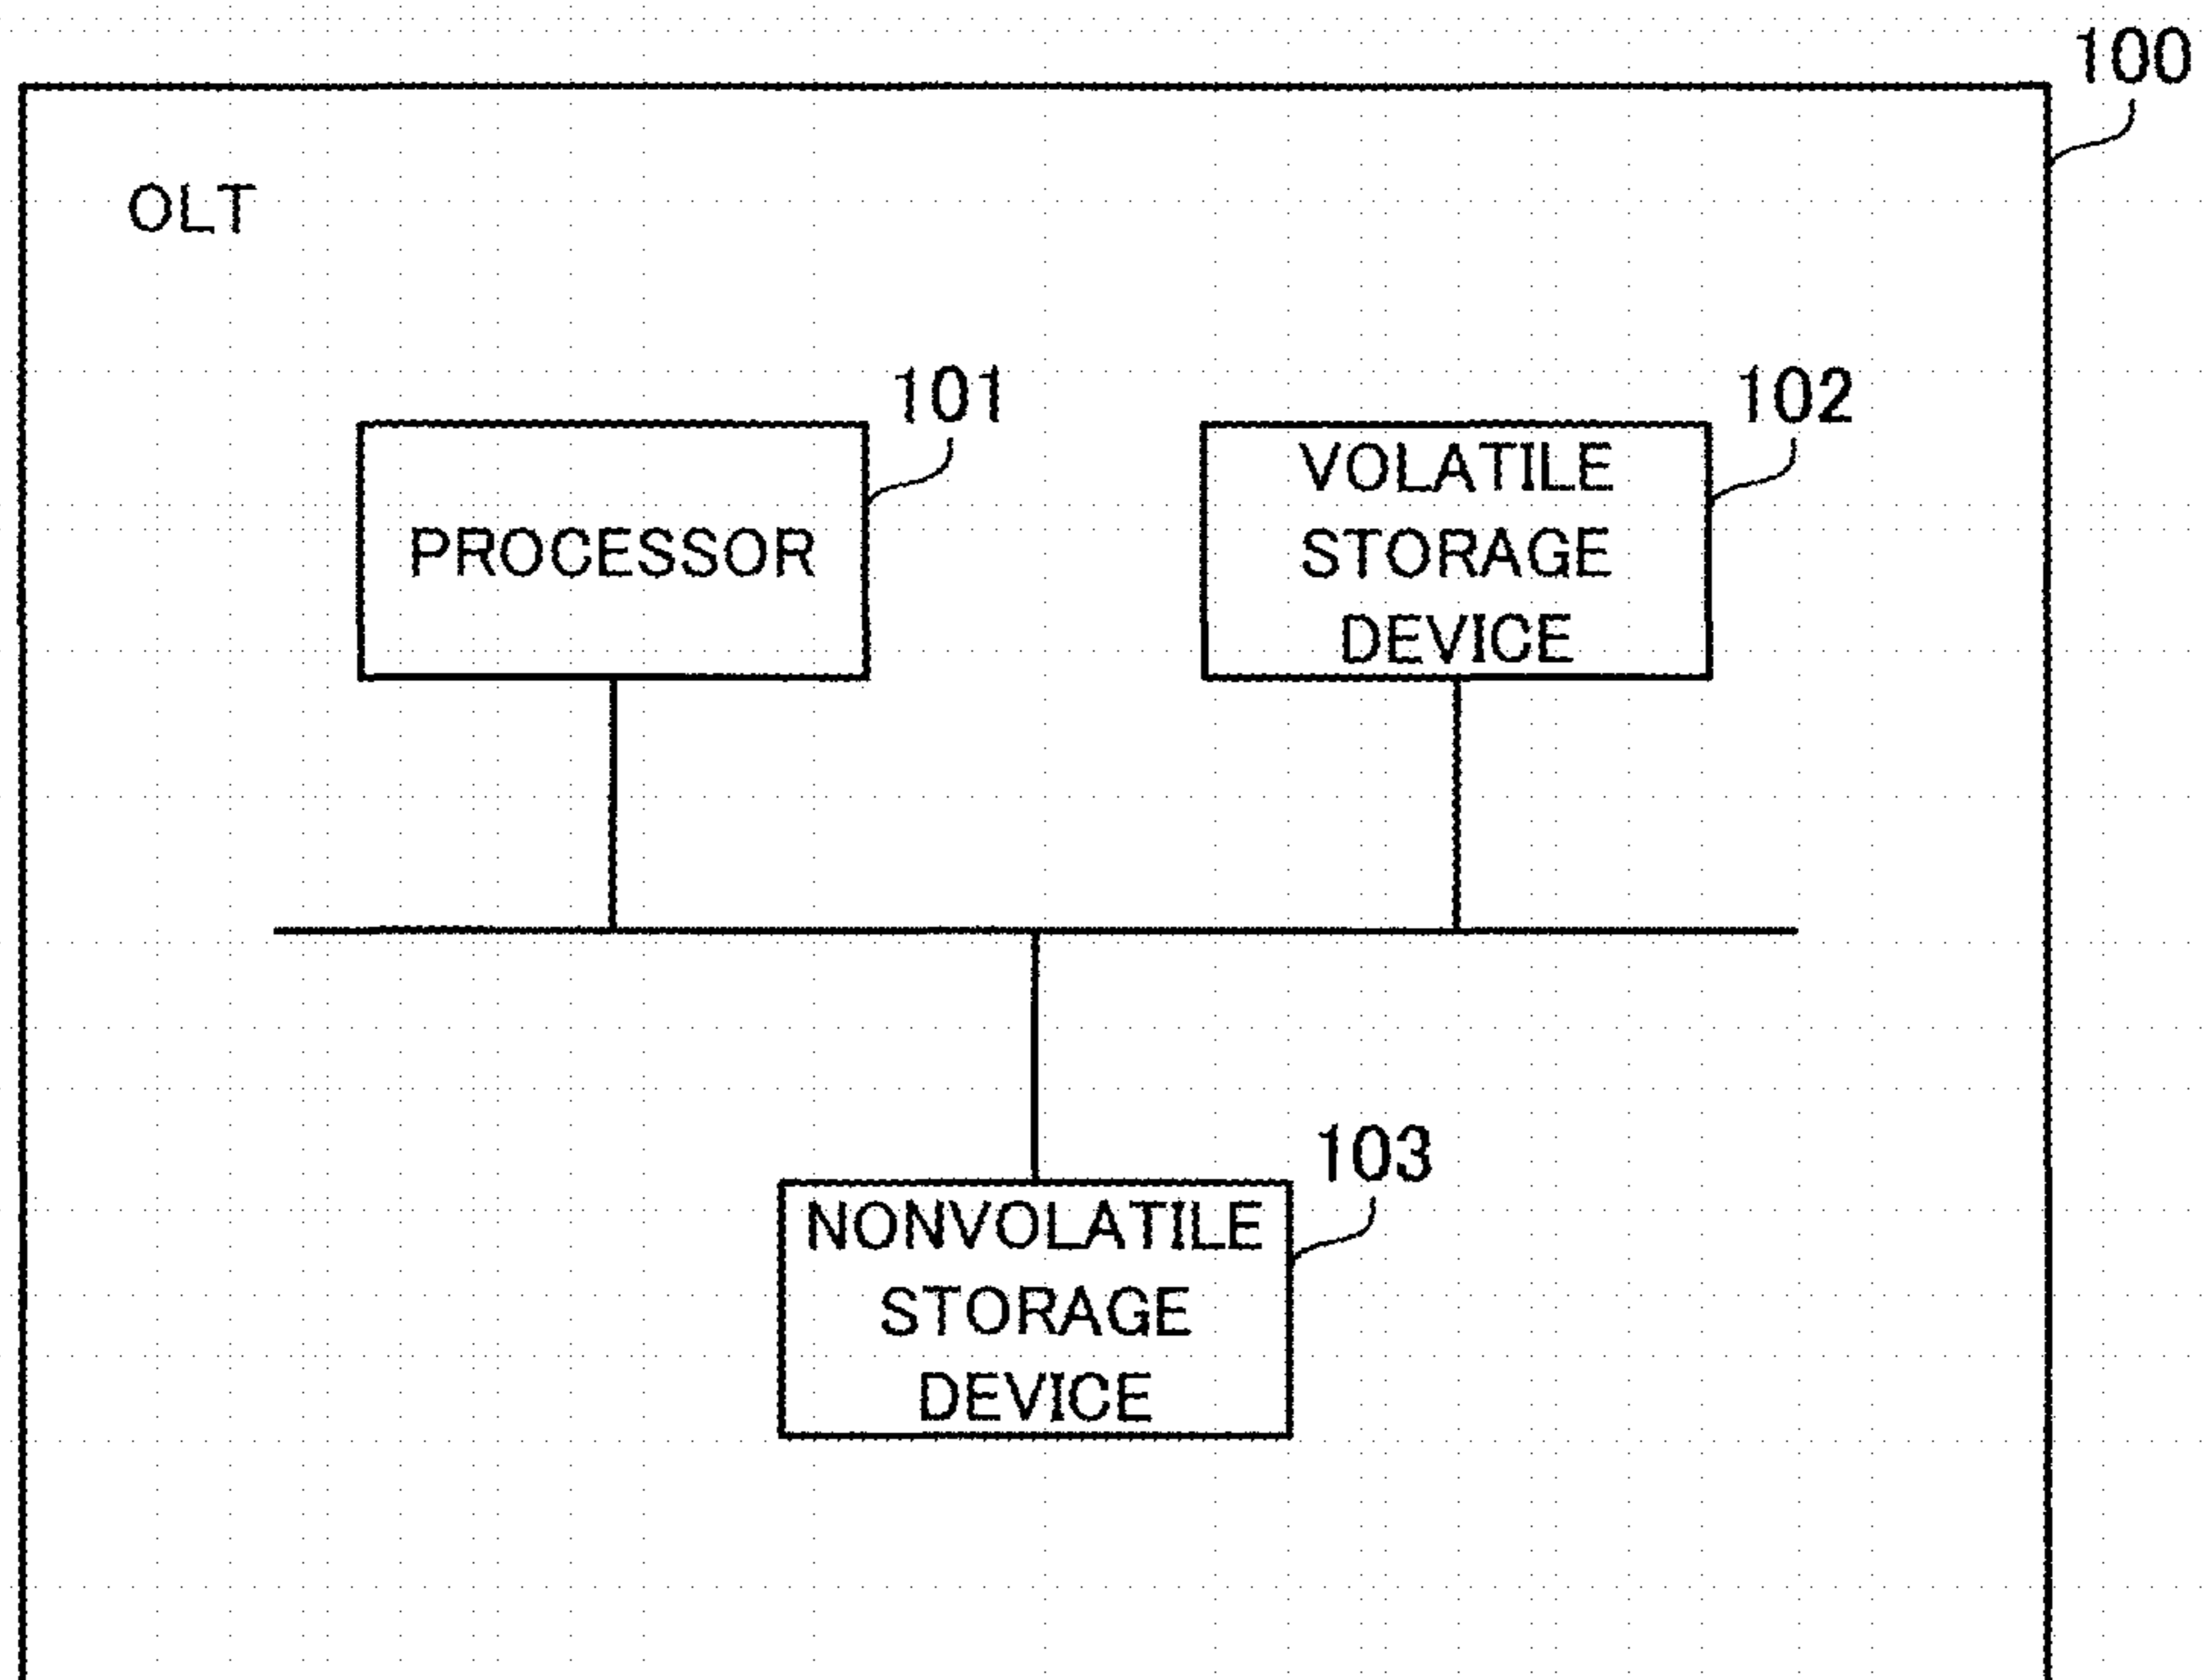 100
OLT
101
PROCESSOR
102
VOLATILE
STORAGE
DEVICE
103
NONVOLATILE
STORAGE
DEVICE